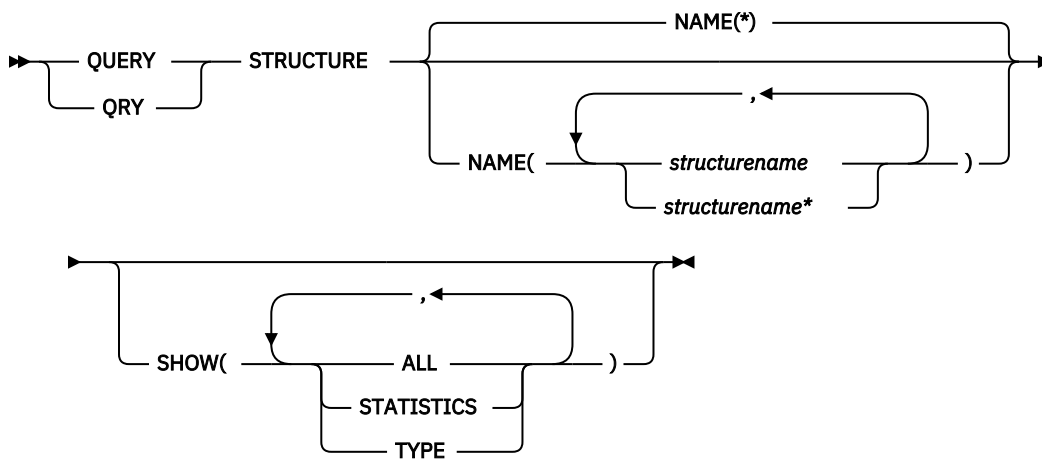 NAME(*)
QUERY STRUCTURE
QRY
,
NAME( structurename )
structurename*
,
SHOW( ALL )
STATISTICS
TYPE